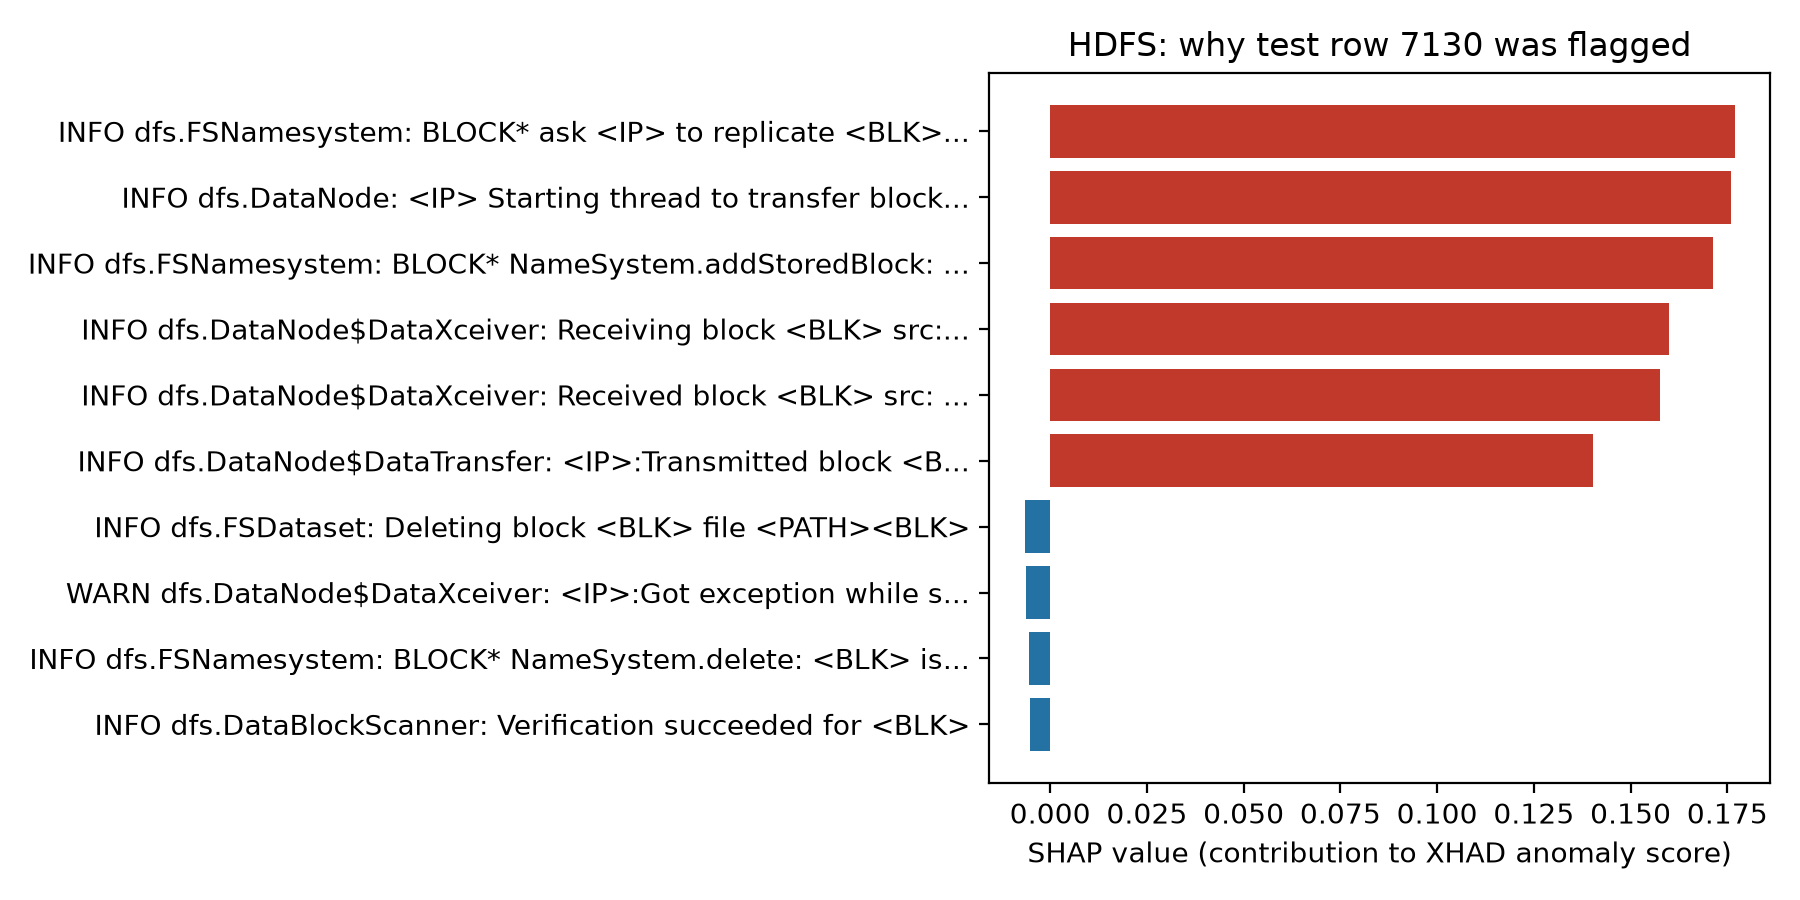 HDFS: why test row 7130 was flagged
INFO dfs.FSNamesystem: BLOCK* ask <IP> to replicate <BLK>...
INFO dfs.DataNode: <IP> Starting thread to transfer block...
INFO dfs.FSNamesystem: BLOCK* NameSystem.addStoredBlock: ...
INFO dfs.DataNode$DataXceiver: Receiving block <BLK> src:...
INFO dfs.DataNode$DataXceiver: Received block <BLK> src: ...
INFO dfs.DataNode$DataTransfer: <IP>:Transmitted block <B...
INFO dfs.FSDataset: Deleting block <BLK> file <PATH><BLK>
WARN dfs.DataNode$DataXceiver: <IP>:Got exception while s...
INFO dfs.FSNamesystem: BLOCK* NameSystem.delete: <BLK> is...
INFO dfs.DataBlockScanner: Verification succeeded for <BLK>
0.000 0.025 0.050 0.075 0.100 0.125 0.150 0.175
SHAP value (contribution to XHAD anomaly score)